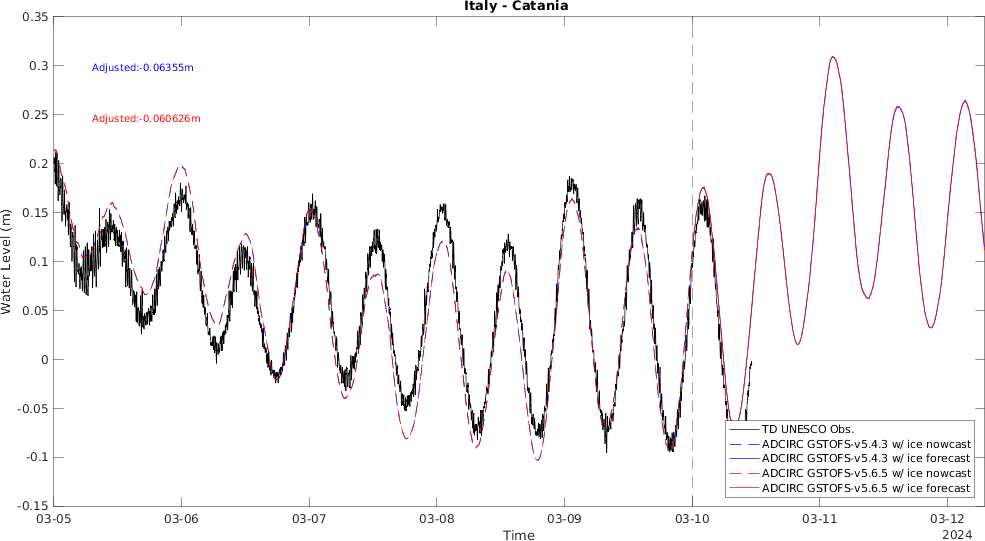 Italy - Catania
0.35
0.3
0.25
0.2
0.15
0.1
0.05
0
-0.05
-0.1
-0.15
Water Level (m)
Adjusted:-0.06355m
Adjusted:-0.060626m
TD UNESCO Obs.
ADCIRC GSTOFS-v5.4.3 w/ ice nowcast
ADCIRC GSTOFS-v5.4.3 w/ ice forecast
ADCIRC GSTOFS-v5.6.5 w/ ice nowcast
ADCIRC GSTOFS-v5.6.5 w/ ice forecast
03-05 03-06 03-07 03-08 03-09 03-10 03-11 03-12
Time
2024